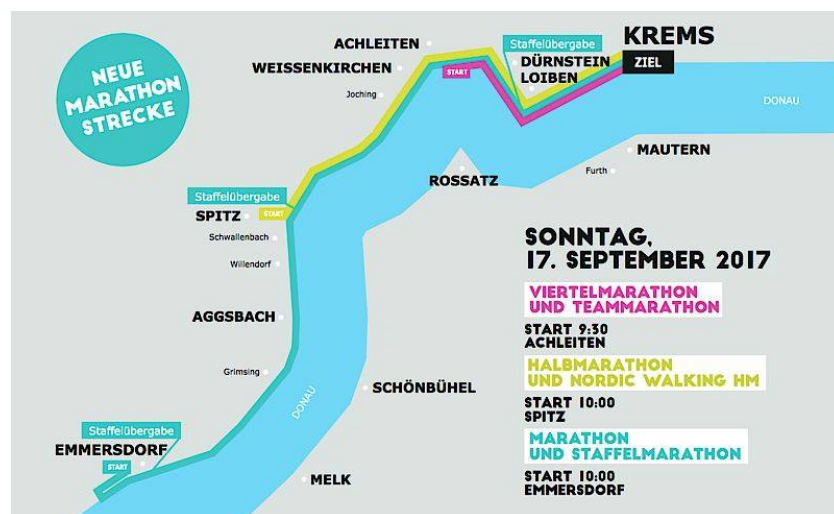 NEUE
MARATHON
STRECKE
ACHLEITEN
WEISSENKIRCHEN
Joching
START
Staffelübergabe
DÜRNSTEIN
LOIBEN
KREMS
ZIEL
DONAU
MAUTERN
Furth
ROSSATZ
Staffelübergabe
SPITZ
START
Schwallenbach
Willendorf
AGGSBACH
Grimsing
SCHÖNBÜHEL
DONAU
Staffelübergabe
EMMERSDORF
START
MELK
SONNTAG,
17. SEPTEMBER 2017
VIERTELMARATHON
UND TEAMMARATHON
START 9:30
ACHLEITEN
HALBMARATHON
UND NORDIC WALKING HM
START 10:00
SPITZ
MARATHON
UND STAFFELMARATHON
START 10:00
EMMERSDORF